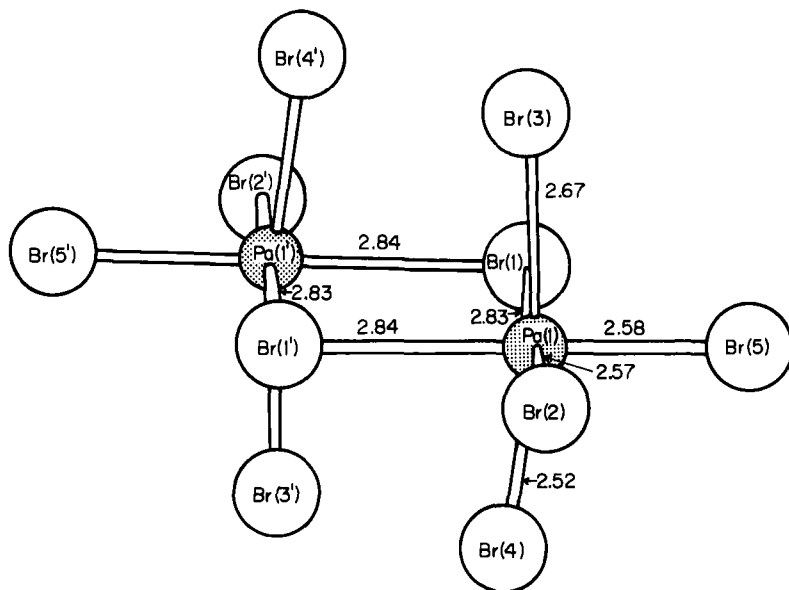 Br(4')
Br(3)
Br(2')
2.67
Br(5')
Pa(1')
2.84
Br(1)
2.83
2.83
Br(1')
2.84
Pa(1)
2.58
Br(5)
2.57
Br(2)
Br(3')
2.52
Br(4)